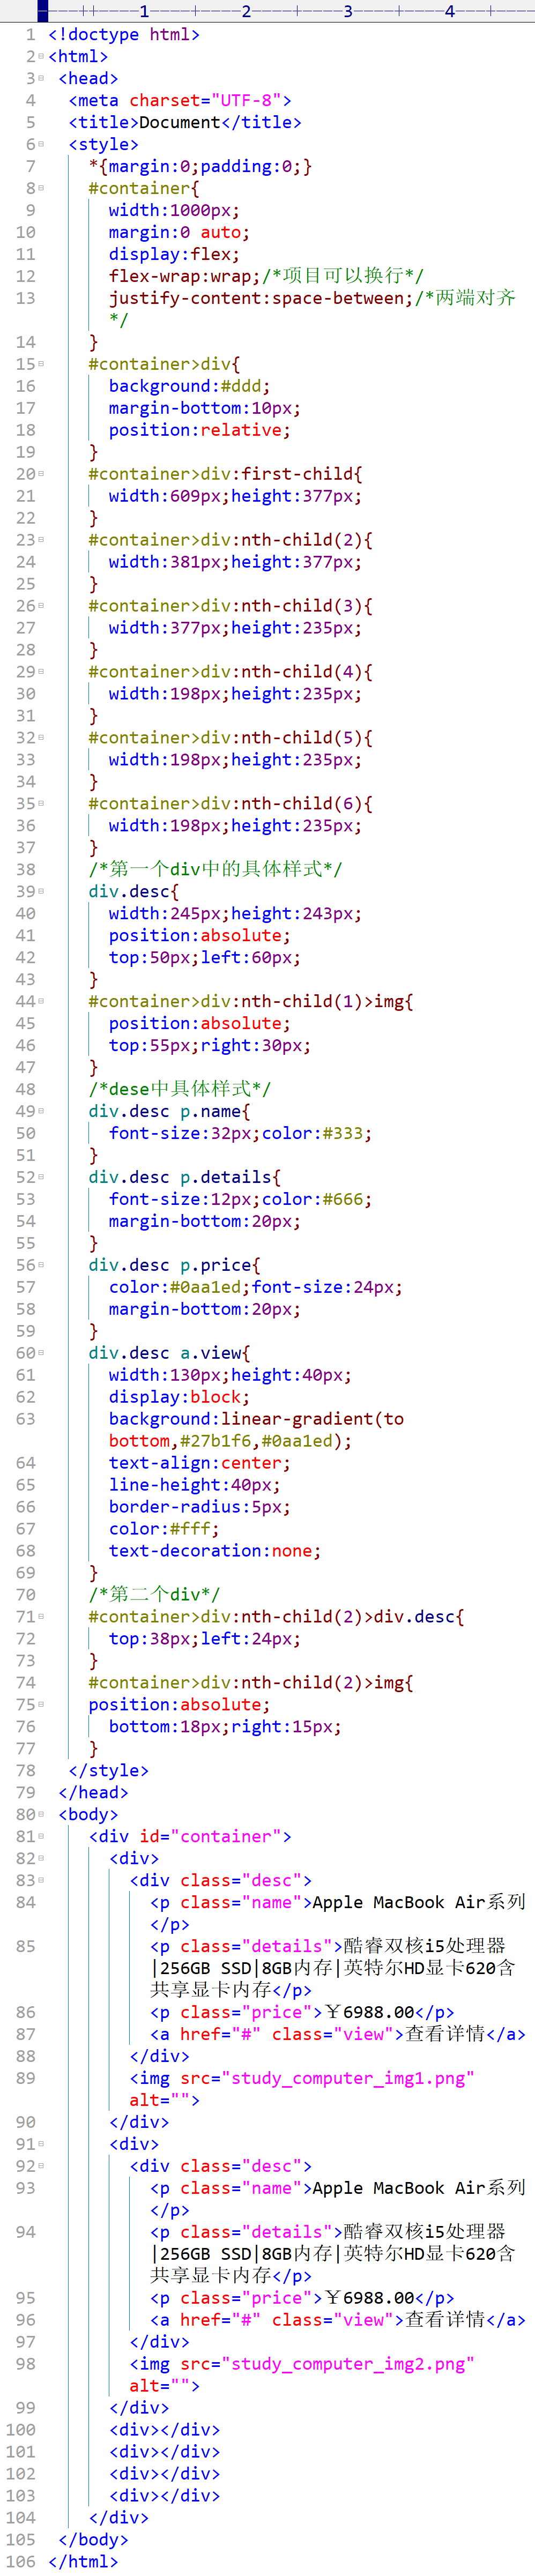 1 2 3 4
1 <!doctype html>
2 <html>
3 <head>
4 <meta charset="UTF-8">
5 <title>Document</title>
6 <style>
7 *{margin:0;padding:0;}
8 #container{
9 width:1000px;
10 margin:0 auto;
11 display:flex;
12 flex-wrap:wrap;/*项目可以换行*/
13 justify-content:space-between;/*两端对齐
*/
14 }
15 #container>div{
16 background:#ddd;
17 margin-bottom:10px;
18 position:relative;
19 }
20 #container>div:first-child{
21 width:609px;height:377px;
22 }
23 #container>div:nth-child(2){
24 width:381px;height:377px;
25 }
26 #container>div:nth-child(3){
27 width:377px;height:235px;
28 }
29 #container>div:nth-child(4){
30 width:198px;height:235px;
31 }
32 #container>div:nth-child(5){
33 width:198px;height:235px;
34 }
35 #container>div:nth-child(6){
36 width:198px;height:235px;
37 }
38 /*第一个div中的具体样式*/
39 div.desc{
40 width:245px;height:243px;
41 position:absolute;
42 top:50px;left:60px;
43 }
44 #container>div:nth-child(1)>img{
45 position:absolute;
46 top:55px;right:30px;
47 }
48 /*dese中具体样式*/
49 div.desc p.name{
50 font-size:32px;color:#333;
51 }
52 div.desc p.details{
53 font-size:12px;color:#666;
54 margin-bottom:20px;
55 }
56 div.desc p.price{
57 color:#0aa1ed;font-size:24px;
58 margin-bottom:20px;
59 }
60 div.desc a.view{
61 width:130px;height:40px;
62 display:block;
63 background:linear-gradient(to
bottom,#27b1f6,#0aa1ed);
64 text-align:center;
65 line-height:40px;
66 border-radius:5px;
67 color:#fff;
68 text-decoration:none;
69 }
70 /*第二个div*/
71 #container>div:nth-child(2)>div.desc{
72 top:38px;left:24px;
73 }
74 #container>div:nth-child(2)>img{
75 position:absolute;
76 bottom:18px;right:15px;
77 }
78 </style>
79 </head>
80 <body>
81 <div id="container">
82 <div>
83 <div class="desc">
84 <p class="name">Apple MacBook Air系列
</p>
85 <p class="details">酷睿双核i5处理器
|256GB SSD|8GB内存|英特尔HD显卡620含
共享显卡内存</p>
86 <p class="price">￥6988.00</p>
87 <a href="#" class="view">查看详情</a>
88 </div>
89 <img src="study_computer_img1.png"
alt="">
90 </div>
91 <div>
92 <div class="desc">
93 <p class="name">Apple MacBook Air系列
</p>
94 <p class="details">酷睿双核i5处理器
|256GB SSD|8GB内存|英特尔HD显卡620含
共享显卡内存</p>
95 <p class="price">￥6988.00</p>
96 <a href="#" class="view">查看详情</a>
97 </div>
98 <img src="study_computer_img2.png"
alt="">
99 </div>
100 <div></div>
101 <div></div>
102 <div></div>
103 <div></div>
104 </div>
105 </body>
106 </html>